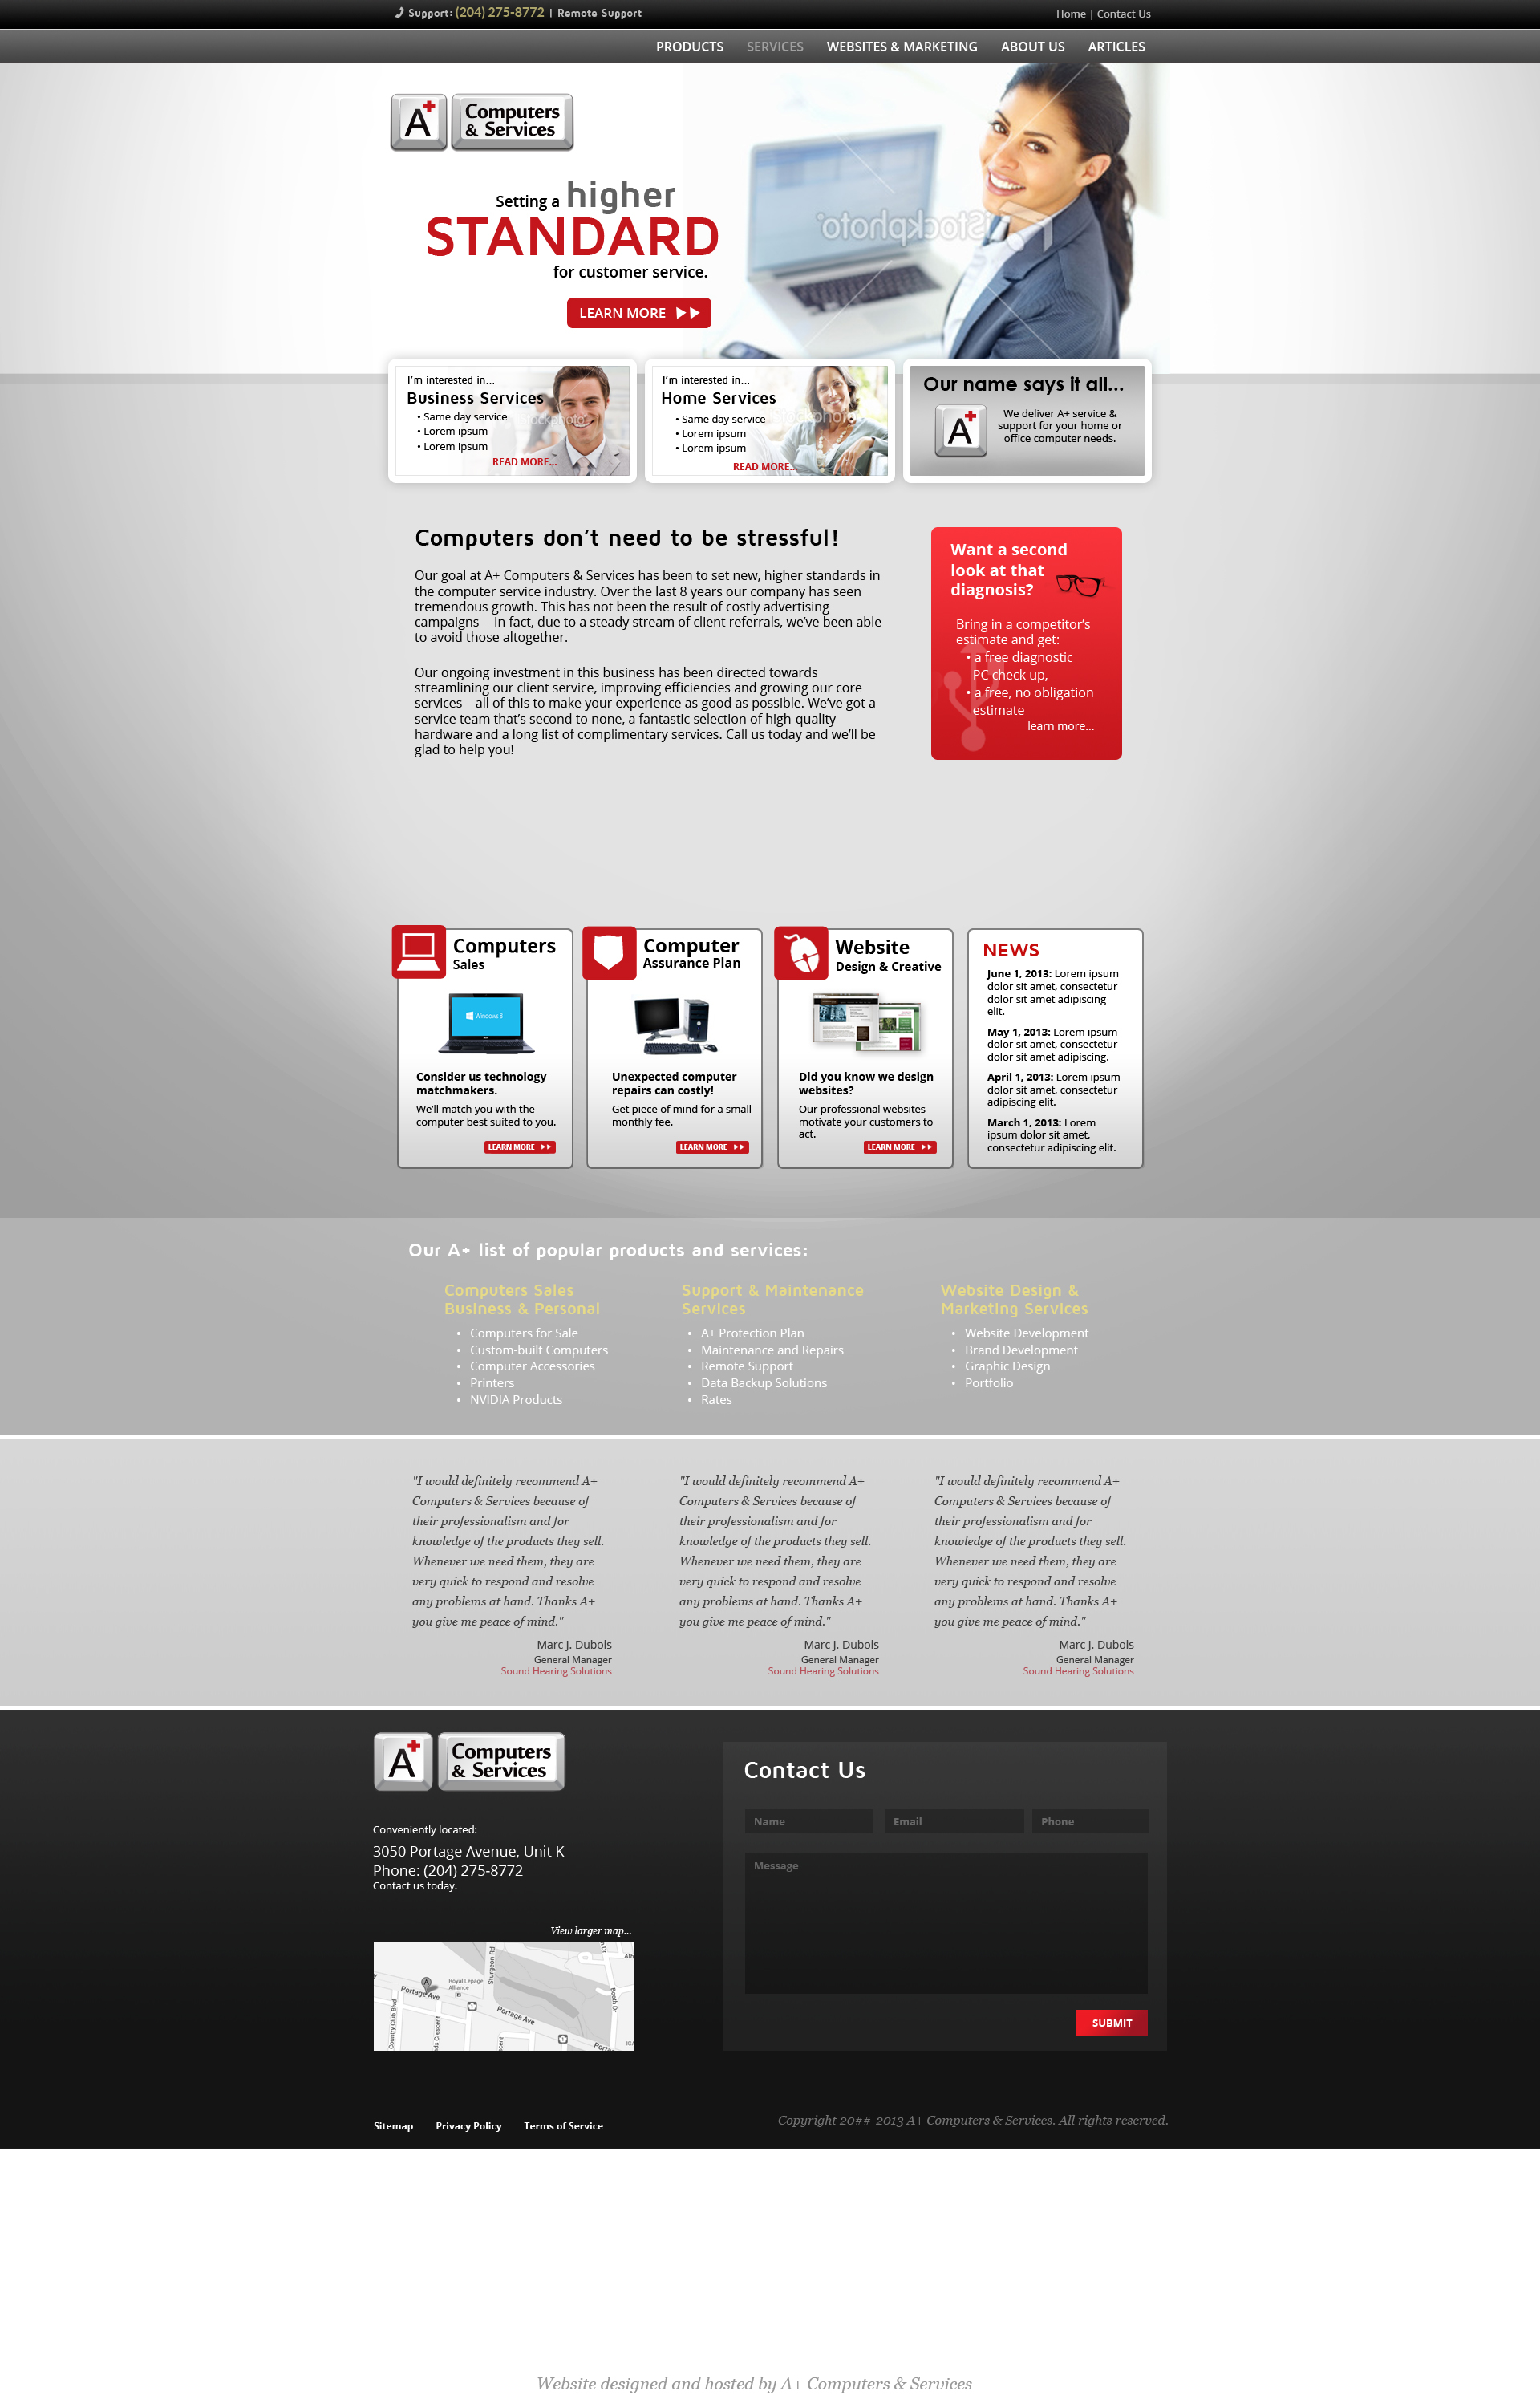 Support: (204) 275-8772 | Remote Support
Home | Contact Us
PRODUCTS SERVICES WEBSITES & MARKETING ABOUT US ARTICLES
A+ Computers & Services
Setting a higher
STANDARD
for customer service.
LEARN MORE
iStockphoto
I'm interested in...
Business Services
• Same day service
• Lorem ipsum
• Lorem ipsum
READ MORE...
I'm interested in...
Home Services
• Same day service
• Lorem ipsum
• Lorem ipsum
READ MORE...
Our name says it all...
A+
We deliver A+ service &
support for your home or
office computer needs.
Computers don’t need to be stressful!
Our goal at A+ Computers & Services has been to set new, higher standards in
the computer service industry. Over the last 8 years our company has seen
tremendous growth. This has not been the result of costly advertising
campaigns -- In fact, due to a steady stream of client referrals, we’ve been able
to avoid those altogether.
Our ongoing investment in this business has been directed towards
streamlining our client service, improving efficiencies and growing our core
services – all of this to make your experience as good as possible. We’ve got a
service team that’s second to none, a fantastic selection of high-quality
hardware and a long list of complimentary services. Call us today and we’ll be
glad to help you!
Want a second
look at that
diagnosis?
Bring in a competitor’s
estimate and get:
• a free diagnostic
PC check up,
• a free, no obligation
estimate
learn more...
Computers
Sales
Windows 8
Consider us technology
matchmakers.
We’ll match you with the
computer best suited to you.
LEARN MORE
Computer
Assurance Plan
Unexpected computer
repairs can costly!
Get piece of mind for a small
monthly fee.
LEARN MORE
Website
Design & Creative
Did you know we design
websites?
Our professional websites
motivate your customers to
act.
LEARN MORE
NEWS
June 1, 2013: Lorem ipsum
dolor sit amet, consectetur
dolor sit amet adipiscing
elit.
May 1, 2013: Lorem ipsum
dolor sit amet, consectetur
dolor sit amet adipiscing.
April 1, 2013: Lorem ipsum
dolor sit amet, consectetur
adipiscing elit.
March 1, 2013: Lorem
ipsum dolor sit amet,
consectetur adipiscing elit.
Our A+ list of popular products and services:
Computers Sales
Business & Personal
• Computers for Sale
• Custom-built Computers
• Computer Accessories
• Printers
• NVIDIA Products
Support & Maintenance
Services
• A+ Protection Plan
• Maintenance and Repairs
• Remote Support
• Data Backup Solutions
• Rates
Website Design &
Marketing Services
• Website Development
• Brand Development
• Graphic Design
• Portfolio
"I would definitely recommend A+
Computers & Services because of
their professionalism and for
knowledge of the products they sell.
Whenever we need them, they are
very quick to respond and resolve
any problems at hand. Thanks A+
you give me peace of mind."
Marc J. Dubois
General Manager
Sound Hearing Solutions
"I would definitely recommend A+
Computers & Services because of
their professionalism and for
knowledge of the products they sell.
Whenever we need them, they are
very quick to respond and resolve
any problems at hand. Thanks A+
you give me peace of mind."
Marc J. Dubois
General Manager
Sound Hearing Solutions
"I would definitely recommend A+
Computers & Services because of
their professionalism and for
knowledge of the products they sell.
Whenever we need them, they are
very quick to respond and resolve
any problems at hand. Thanks A+
you give me peace of mind."
Marc J. Dubois
General Manager
Sound Hearing Solutions
A+ Computers & Services
Conveniently located:
3050 Portage Avenue, Unit K
Phone: (204) 275-8772
Contact us today.
View larger map...
Sturgeon Rd
Royal Lepage
Alliance
Portage Ave
Portage Ave
Booth Dr
Country Club Blvd
Contact Us
Name
Email
Phone
Message
SUBMIT
Sitemap Privacy Policy Terms of Service
Copyright 20##-2013 A+ Computers & Services. All rights reserved.
Website designed and hosted by A+ Computers & Services